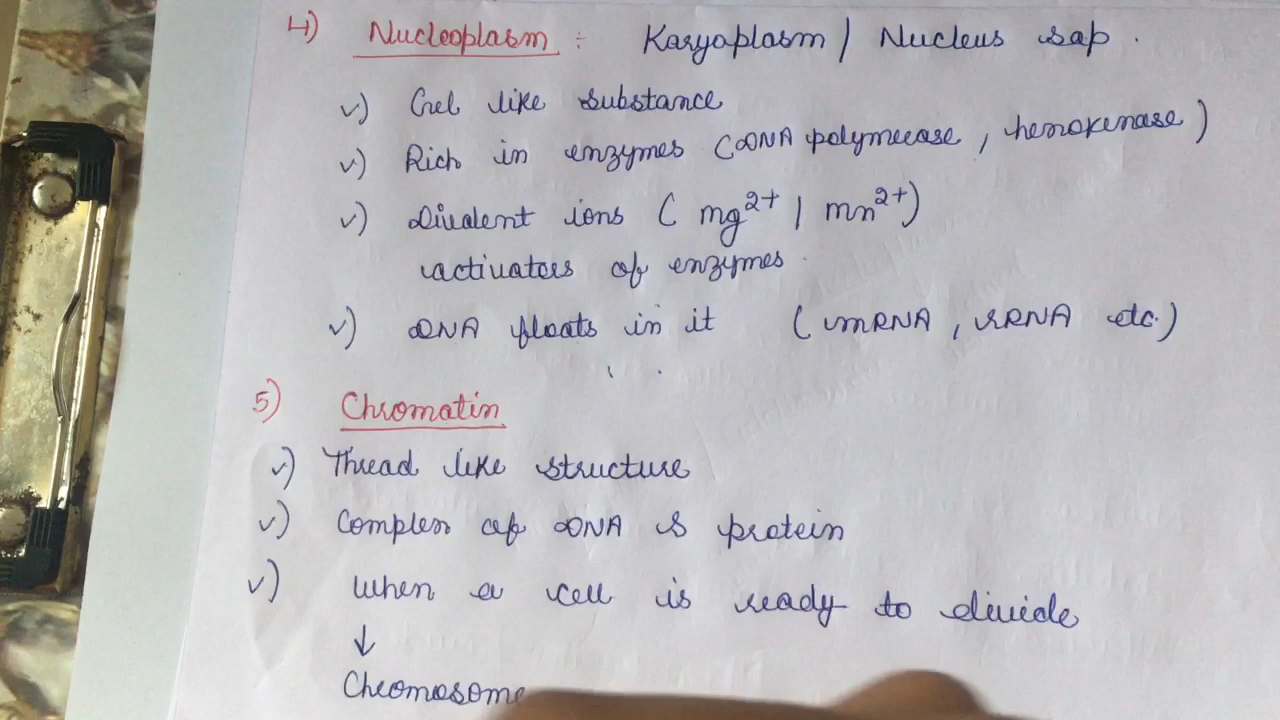 4) Nucleoplasm : Karyoplasm / Nucleus sap.
✓) Gel like substance
✓) Rich in enzymes (DNA polymerase, hemokenase)
✓) Divalent ions (mg2+ / mn2+)
activators of enzymes.
✓) DNA floats in it (mRNA, rRNA etc.)
5) Chromatin
✓) Thread like structure
✓) Complex of DNA & protein
✓) When a cell is ready to divide
↓
Chromosome